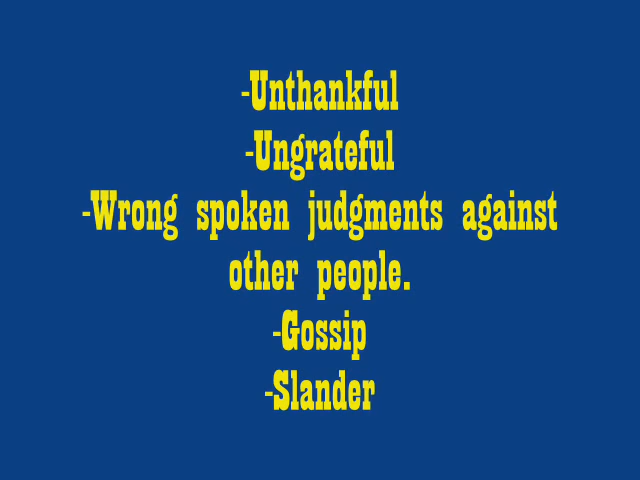 -Unthankful
-Ungrateful
-Wrong spoken judgments against
other people.
-Gossip
-Slander